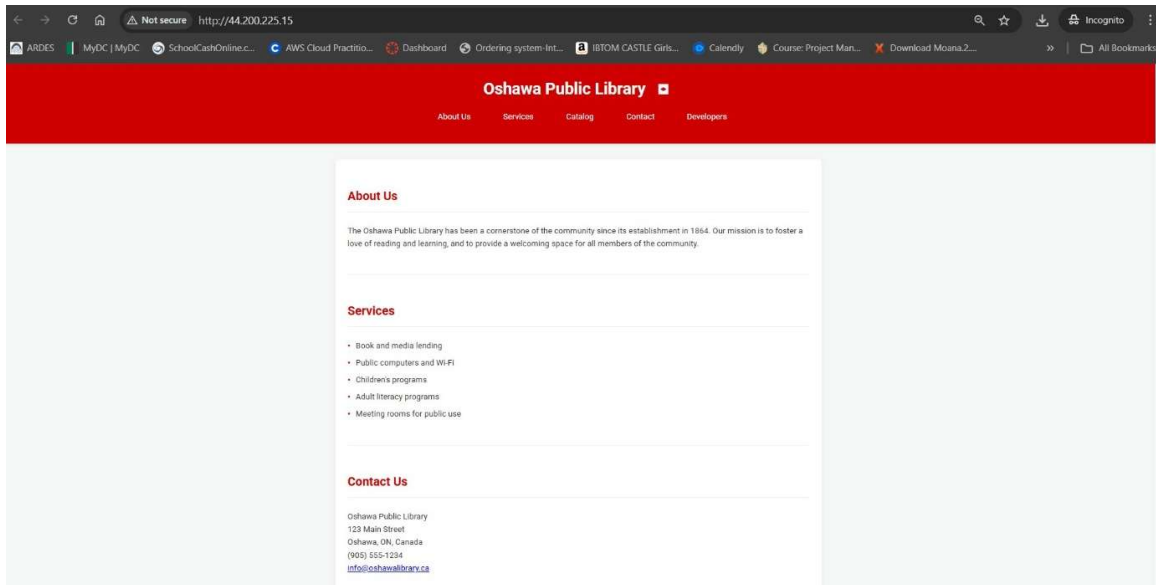 Not secure http://44.200.225.15 Incognito
ARDES MyDC | MyDC SchoolCashOnline.c... AWS Cloud Practitio... Dashboard Ordering system-Int... IBTOM CASTLE Girls... Calendly Course: Project Man... Download Moana.2.... » All Bookmarks
Oshawa Public Library
About Us Services Catalog Contact Developers
About Us
The Oshawa Public Library has been a cornerstone of the community since its establishment in 1864. Our mission is to foster a
love of reading and learning, and to provide a welcoming space for all members of the community.
Services
• Book and media lending
• Public computers and Wi-Fi
• Children's programs
• Adult literacy programs
• Meeting rooms for public use
Contact Us
Oshawa Public Library
123 Main Street
Oshawa, ON, Canada
(905) 555-1234
info@oshawalibrary.ca